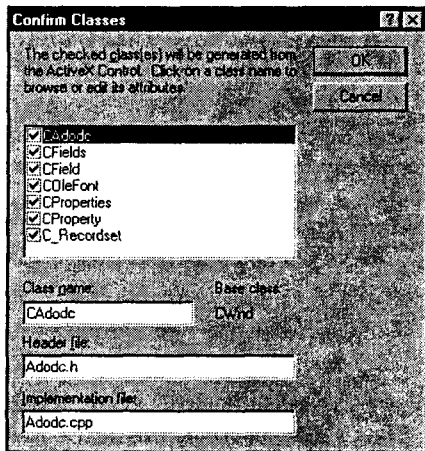 Confirm Classes
The checked class(es) will be generated from
the ActiveX Control. Click on a class name to
browse or edit its attributes.
OK
Cancel
CAdodc
CFields
CField
COleFont
CProperties
CProperty
C_Recordset
Class name:
Base class:
CAdodc
CWnd
Header file:
Adodc.h
Implementation file:
Adodc.cpp